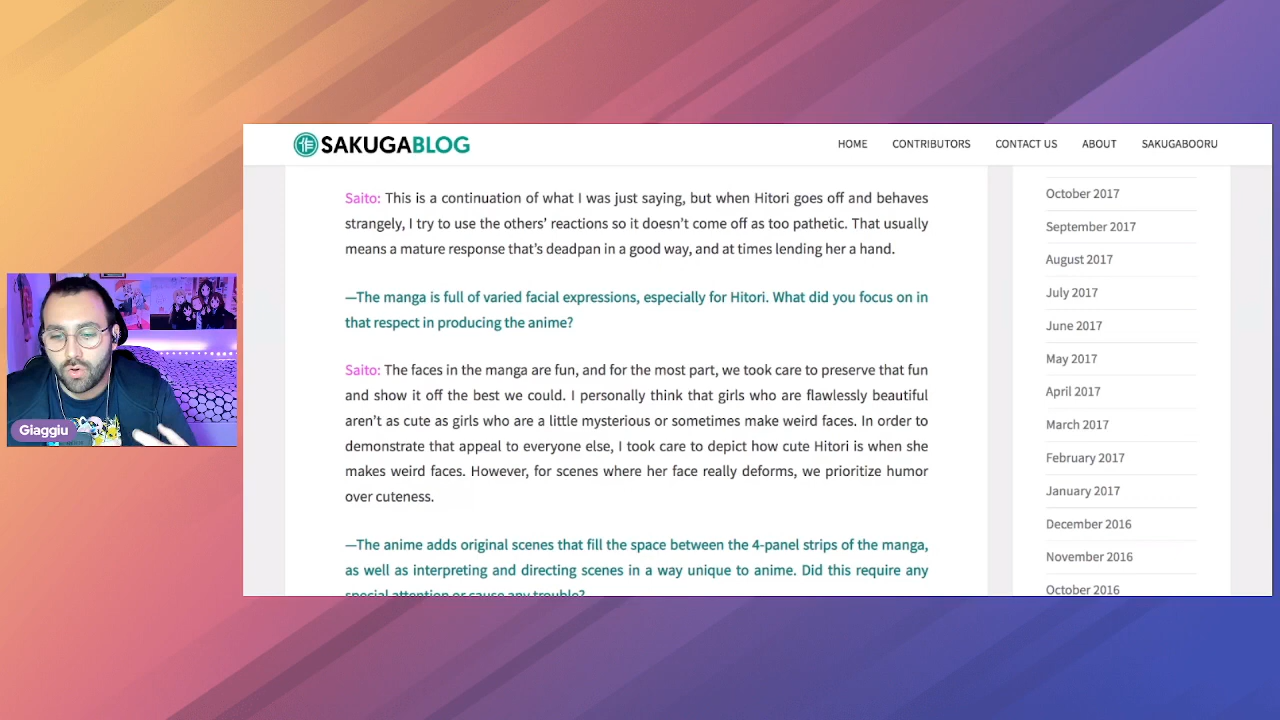 SAKUGABLOG
HOME CONTRIBUTORS CONTACT US ABOUT SAKUGABOORU
Saito: This is a continuation of what I was just saying, but when Hitori goes off and behaves
strangely, I try to use the others' reactions so it doesn't come off as too pathetic. That usually
means a mature response that's deadpan in a good way, and at times lending her a hand.
—The manga is full of varied facial expressions, especially for Hitori. What did you focus on in
that respect in producing the anime?
Saito: The faces in the manga are fun, and for the most part, we took care to preserve that fun
and show it off the best we could. I personally think that girls who are flawlessly beautiful
aren't as cute as girls who are a little mysterious or sometimes make weird faces. In order to
demonstrate that appeal to everyone else, I took care to depict how cute Hitori is when she
makes weird faces. However, for scenes where her face really deforms, we prioritize humor
over cuteness.
—The anime adds original scenes that fill the space between the 4-panel strips of the manga,
as well as interpreting and directing scenes in a way unique to anime. Did this require any
special attention or cause any trouble?
October 2017
September 2017
August 2017
July 2017
June 2017
May 2017
April 2017
March 2017
February 2017
January 2017
December 2016
November 2016
October 2016
Giaggiu